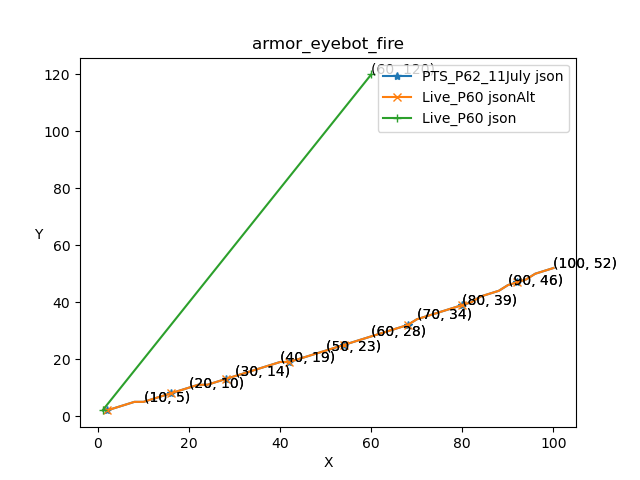 armor_eyebot_fire
(60, 120)
PTS_P62_11July json
Live_P60 jsonAlt
Live_P60 json
120
100
80
60
40
20
0
Y
(100, 52)
(90, 46)
(80, 39)
(70, 34)
(60, 28)
(50, 23)
(40, 19)
(30, 14)
(20, 10)
(10, 5)
0 20 40 60 80 100
X